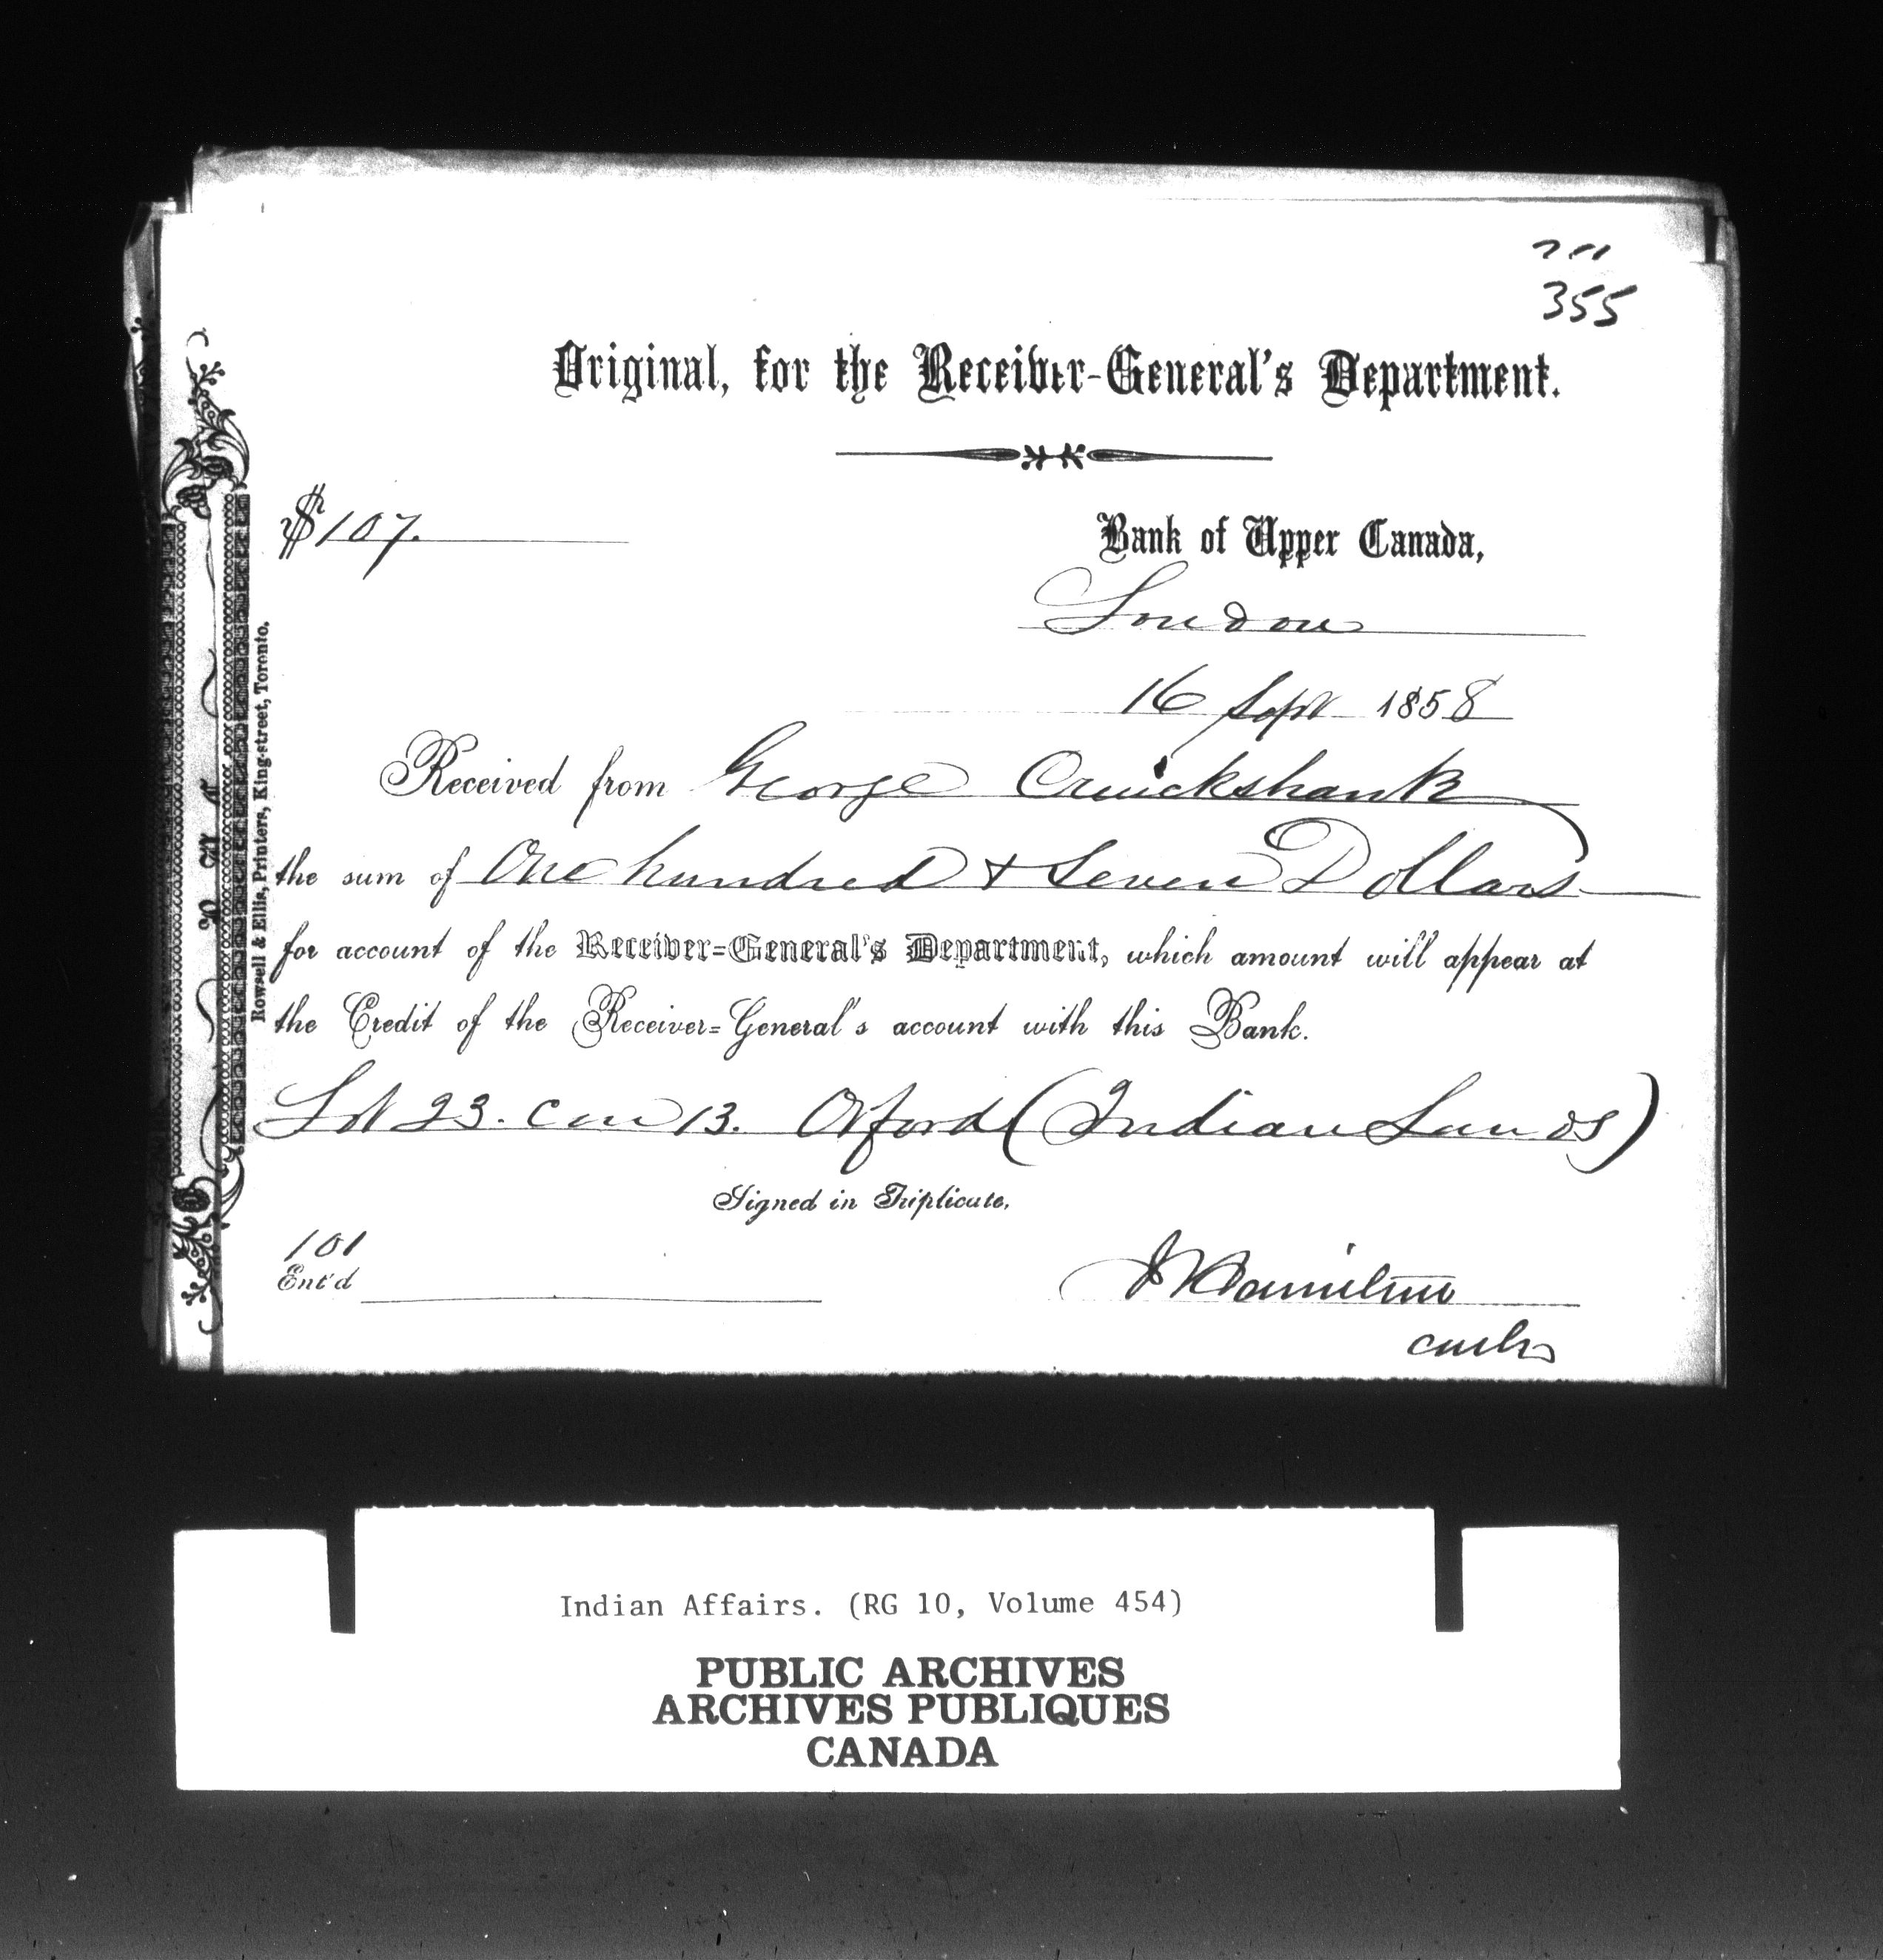 355
Original, for the Receiver-General's Department.
$107.
Bank of Upper Canada,
London
16 Sept 1858
Received from George Cruickshank
the sum of One hundred + Seven Dollars
for account of the Receiver=General's Department, which amount will appear at
the Credit of the Receiver=General's account with this Bank.
Lot 23. Con 13. Orford (Indian Lands)
Signed in Triplicate.
101
Ent'd
Hamilton
Rowsell & Ellis, Printers, King-street, Toronto.
Indian Affairs. (RG 10, Volume 454)
PUBLIC ARCHIVES
ARCHIVES PUBLIQUES
CANADA